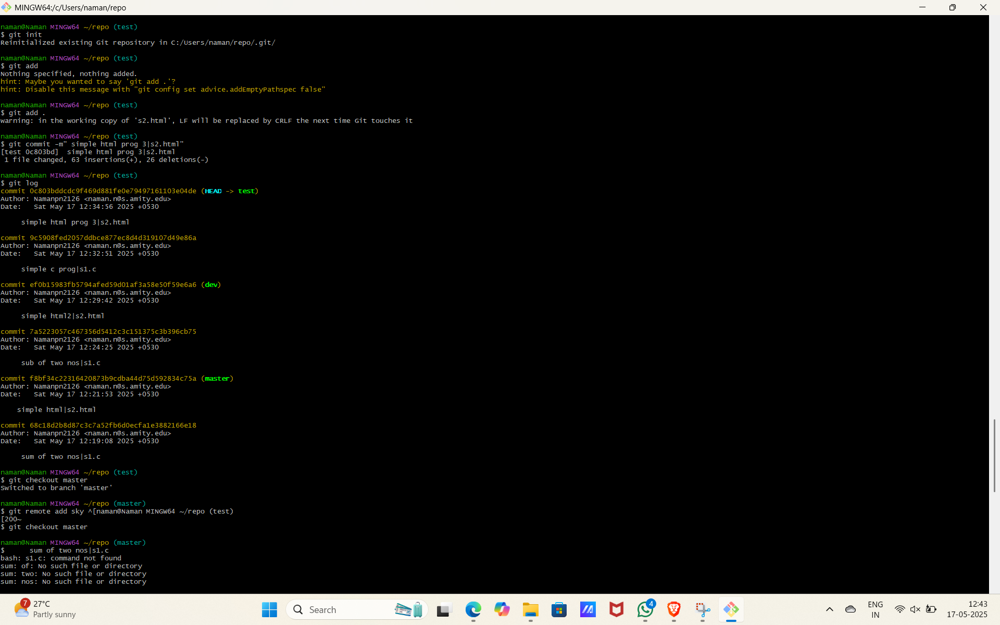 MINGW64:/c/Users/naman/repo
naman@Naman MINGW64 ~/repo (test)
$ git init
Reinitialized existing Git repository in C:/Users/naman/repo/.git/
naman@Naman MINGW64 ~/repo (test)
$ git add
Nothing specified, nothing added.
hint: Maybe you wanted to say 'git add .'?
hint: Disable this message with "git config set advice.addEmptyPathspec false"
naman@Naman MINGW64 ~/repo (test)
$ git add .
warning: in the working copy of 's2.html', LF will be replaced by CRLF the next time Git touches it
naman@Naman MINGW64 ~/repo (test)
$ git commit -m" simple html prog 3|s2.html"
[test 0c803bd]  simple html prog 3|s2.html
 1 file changed, 63 insertions(+), 26 deletions(-)
naman@Naman MINGW64 ~/repo (test)
$ git log
commit 0c803bddcdc9f469d881fe0e79497161103e04de (HEAD -> test)
Author: Namanpn2126 <naman.n@s.amity.edu>
Date:   Sat May 17 12:34:56 2025 +0530
     simple html prog 3|s2.html
commit 9c5908fed2057ddbce877ec8d4d319107d49e86a
Author: Namanpn2126 <naman.n@s.amity.edu>
Date:   Sat May 17 12:32:51 2025 +0530
     simple c prog|s1.c
commit ef0b15983fb5794afed59d01af3a58e50f59e6a6 (dev)
Author: Namanpn2126 <naman.n@s.amity.edu>
Date:   Sat May 17 12:29:42 2025 +0530
     simple html2|s2.html
commit 7a5223057c467356d5412c3c151375c3b396cb75
Author: Namanpn2126 <naman.n@s.amity.edu>
Date:   Sat May 17 12:24:25 2025 +0530
     sub of two nos|s1.c
commit f8bf34c22316420873b9cdba44d75d592834c75a (master)
Author: Namanpn2126 <naman.n@s.amity.edu>
Date:   Sat May 17 12:21:53 2025 +0530
    simple html|s2.html
commit 68c18d2b8d87c3c7a52fb6d0ecfa1e3882166e18
Author: Namanpn2126 <naman.n@s.amity.edu>
Date:   Sat May 17 12:19:08 2025 +0530
     sum of two nos|s1.c
naman@Naman MINGW64 ~/repo (test)
$ git checkout master
Switched to branch 'master'
naman@Naman MINGW64 ~/repo (master)
$ git remote add sky ^[naman@Naman MINGW64 ~/repo (test)
[200~
$ git checkout master
naman@Naman MINGW64 ~/repo (master)
$      sum of two nos|s1.c
bash: s1.c: command not found
sum: of: No such file or directory
sum: two: No such file or directory
sum: nos: No such file or directory
7
27°C
Partly sunny
Search
4
ENG
IN
12:43
17-05-2025